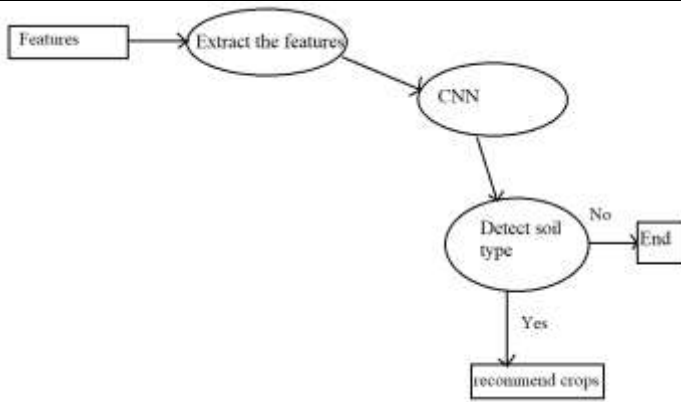 Features
Extract the features
CNN
Detect soil
type
No
End
Yes
recommend crops